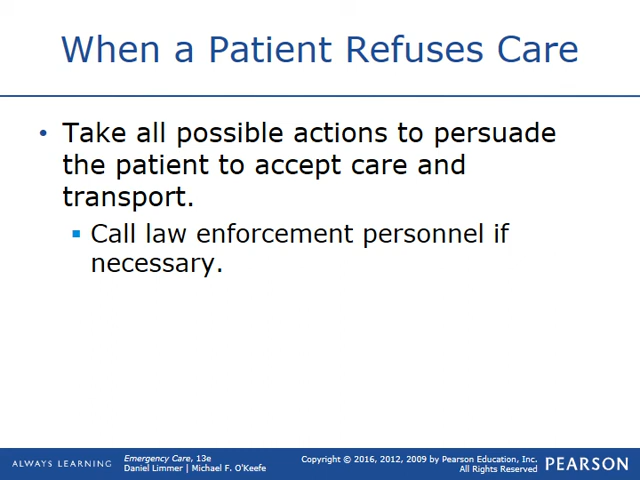 When a Patient Refuses Care
• Take all possible actions to persuade
the patient to accept care and
transport.
▪ Call law enforcement personnel if
necessary.
ALWAYS LEARNING
Emergency Care, 13e
Daniel Limmer | Michael F. O'Keefe
Copyright © 2016, 2012, 2009 by Pearson Education, Inc.
All Rights Reserved
PEARSON